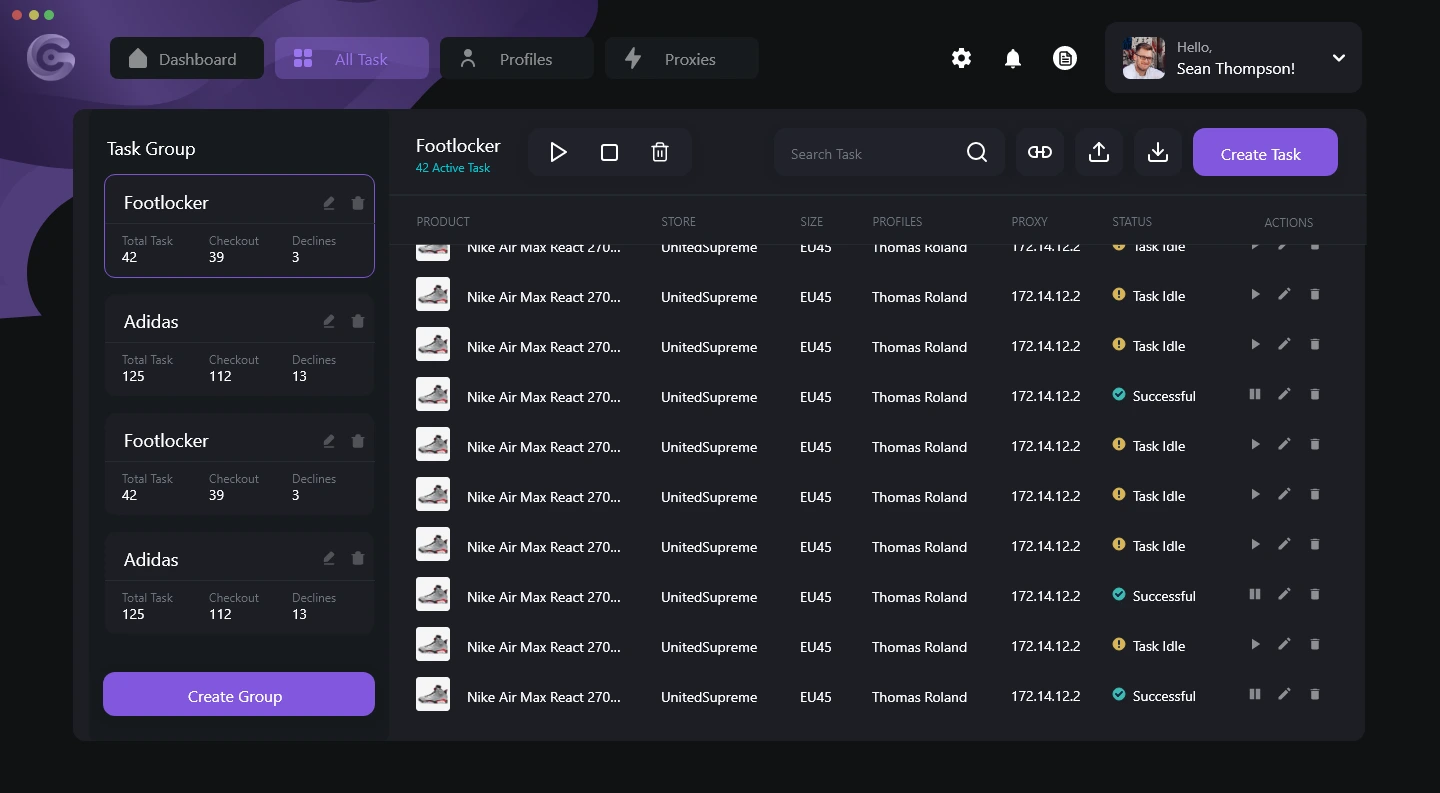 Dashboard
All Task
Profiles
Proxies
Hello,
Sean Thompson!
Task Group
Footlocker
Total Task Checkout Declines
42 39 3
Adidas
Total Task Checkout Declines
125 112 13
Footlocker
Total Task Checkout Declines
42 39 3
Adidas
Total Task Checkout Declines
125 112 13
Create Group
Footlocker
42 Active Task
Search Task
Create Task
PRODUCT STORE SIZE PROFILES PROXY STATUS ACTIONS
Nike Air Max React 270... UnitedSupreme EU45 Thomas Roland 172.14.12.2 Task Idle
Nike Air Max React 270... UnitedSupreme EU45 Thomas Roland 172.14.12.2 Task Idle
Nike Air Max React 270... UnitedSupreme EU45 Thomas Roland 172.14.12.2 Task Idle
Nike Air Max React 270... UnitedSupreme EU45 Thomas Roland 172.14.12.2 Successful
Nike Air Max React 270... UnitedSupreme EU45 Thomas Roland 172.14.12.2 Task Idle
Nike Air Max React 270... UnitedSupreme EU45 Thomas Roland 172.14.12.2 Task Idle
Nike Air Max React 270... UnitedSupreme EU45 Thomas Roland 172.14.12.2 Task Idle
Nike Air Max React 270... UnitedSupreme EU45 Thomas Roland 172.14.12.2 Successful
Nike Air Max React 270... UnitedSupreme EU45 Thomas Roland 172.14.12.2 Task Idle
Nike Air Max React 270... UnitedSupreme EU45 Thomas Roland 172.14.12.2 Successful